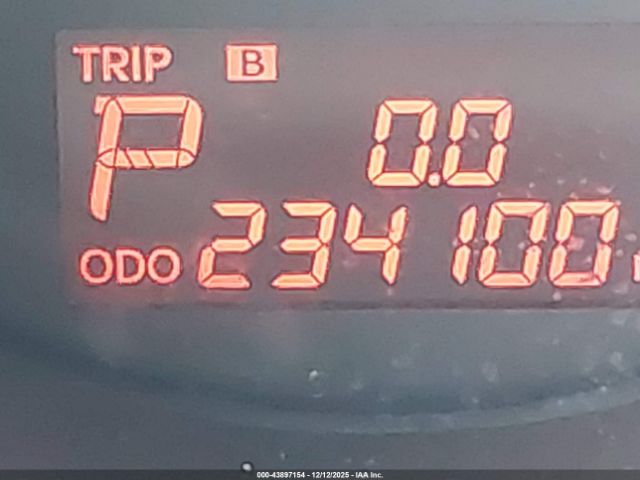 TRIP B
P 0.0
ODO 234100
000-43897154 - 12/12/2025 - IAA Inc.